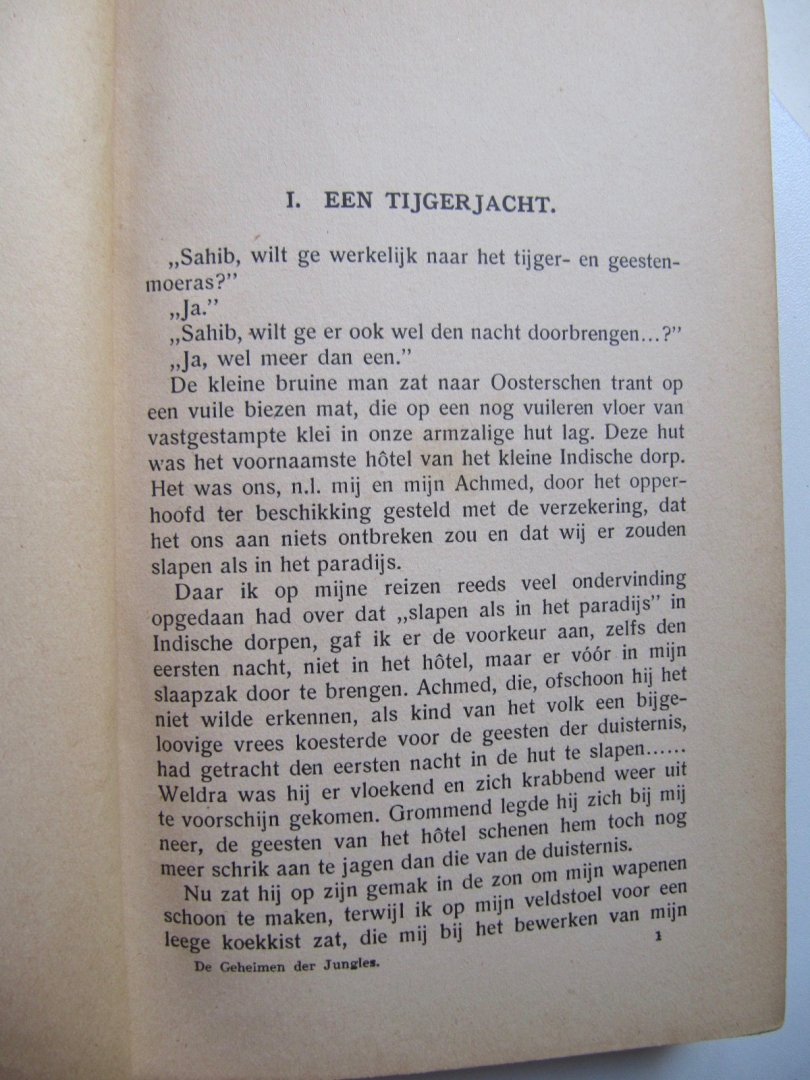 I. EEN TIJGERJACHT.
„Sahib, wilt ge werkelijk naar het tijger- en geesten-
moeras?”
„Ja.”
„Sahib, wilt ge er ook wel den nacht doorbrengen...?”
„Ja, wel meer dan een.”
De kleine bruine man zat naar Oosterschen trant op
een vuile biezen mat, die op een nog vuileren vloer van
vastgestampte klei in onze armzalige hut lag. Deze hut
was het voornaamste hôtel van het kleine Indische dorp.
Het was ons, n.l. mij en mijn Achmed, door het opper-
hoofd ter beschikking gesteld met de verzekering, dat
het ons aan niets ontbreken zou en dat wij er zouden
slapen als in het paradijs.
Daar ik op mijne reizen reeds veel ondervinding
opgedaan had over dat „slapen als in het paradijs” in
Indische dorpen, gaf ik er de voorkeur aan, zelfs den
eersten nacht, niet in het hôtel, maar er vóór in mijn
slaapzak door te brengen. Achmed, die, ofschoon hij het
niet wilde erkennen, als kind van het volk een bijge-
loovige vrees koesterde voor de geesten der duisternis,
had getracht den eersten nacht in de hut te slapen......
Weldra was hij er vloekend en zich krabbend weer uit
te voorschijn gekomen. Grommend legde hij zich bij mij
neer, de geesten van het hôtel schenen hem toch nog
meer schrik aan te jagen dan die van de duisternis.
Nu zat hij op zijn gemak in de zon om mijn wapenen
schoon te maken, terwijl ik op mijn veldstoel voor een
leege koekkist zat, die mij bij het bewerken van mijn
De Geheimen der Jungles. 1